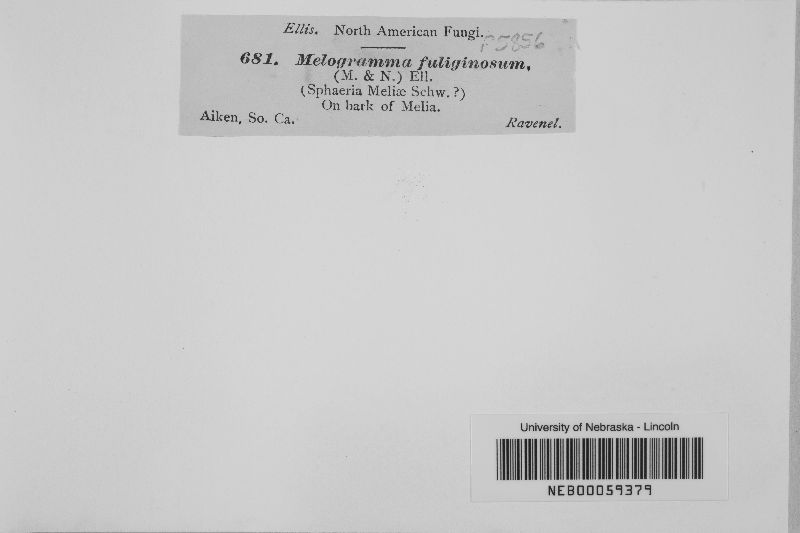 Ellis. North American Fungi.
P5856
681. Melogramma fuliginosum,
(M. & N.) Ell.
(Sphaeria Meliæ Schw. ?)
On bark of Melia.
Aiken, So. Ca.
Ravenel.
University of Nebraska - Lincoln
NEB00059379